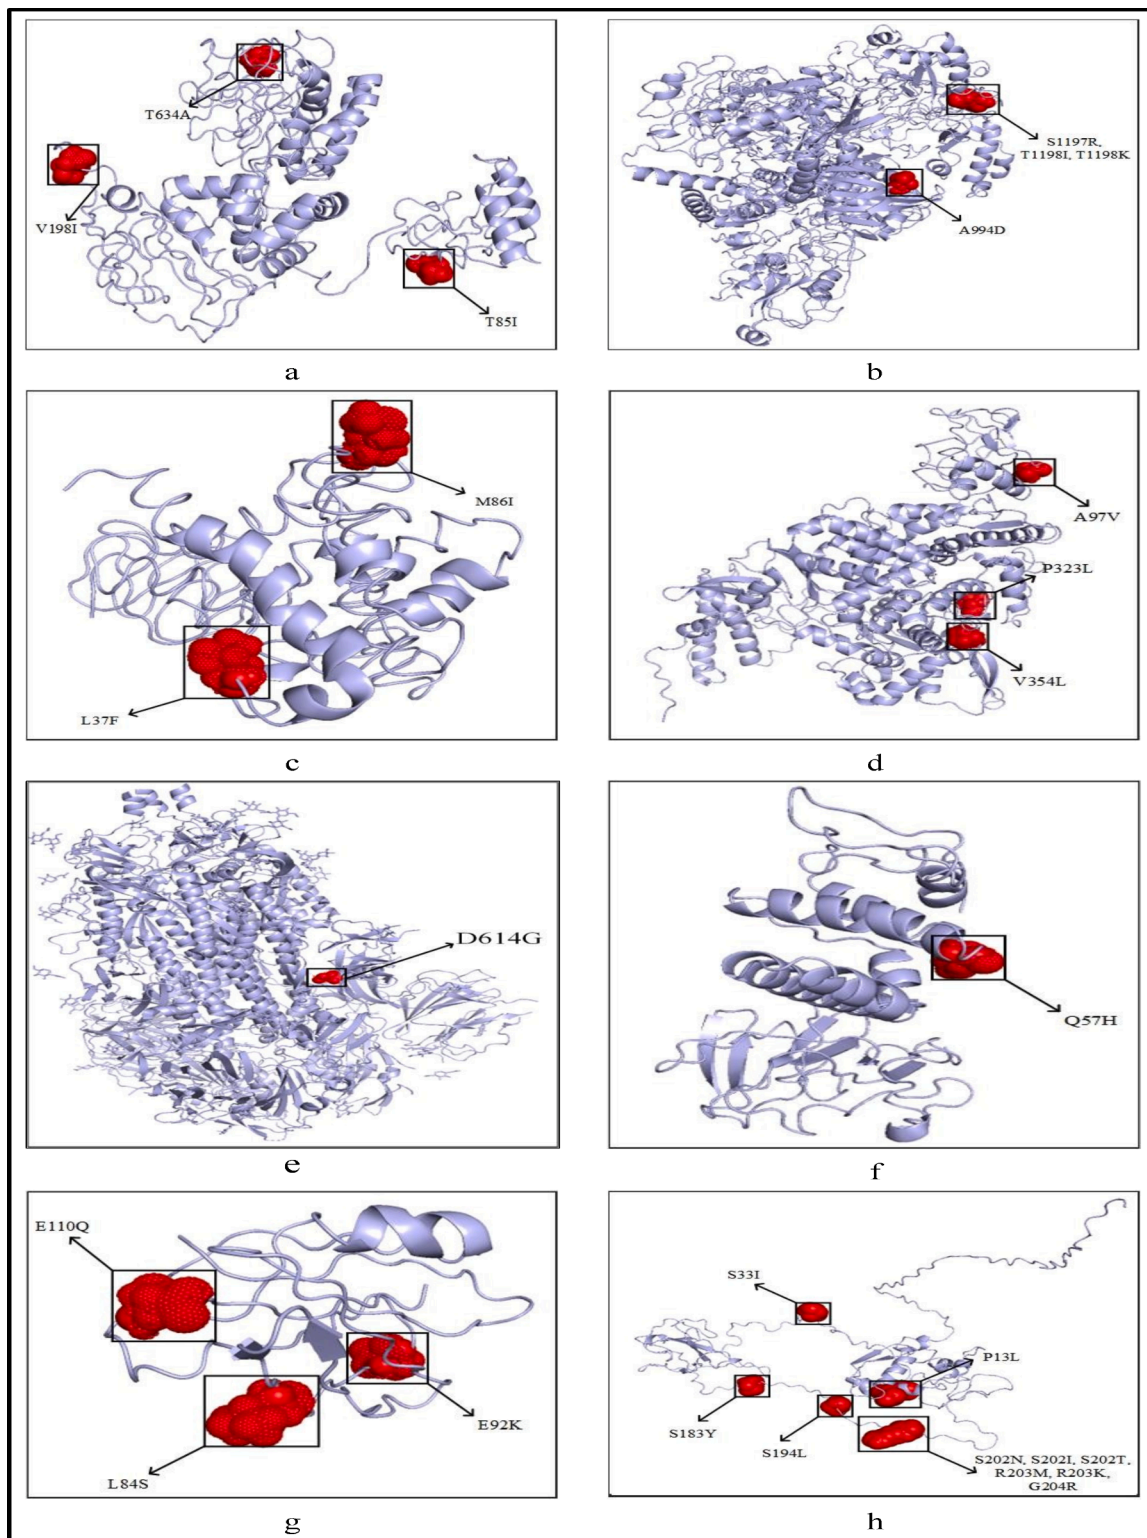 T634A
V198I
T85I
a
S1197R,
T1198I, T1198K
A994D
b
M86I
L37F
c
A97V
P323L
V354L
d
D614G
e
Q57H
f
E110Q
E92K
L84S
g
S33I
P13L
S183Y
S194L
S202N, S202I, S202T,
R203M, R203K,
G204R
h